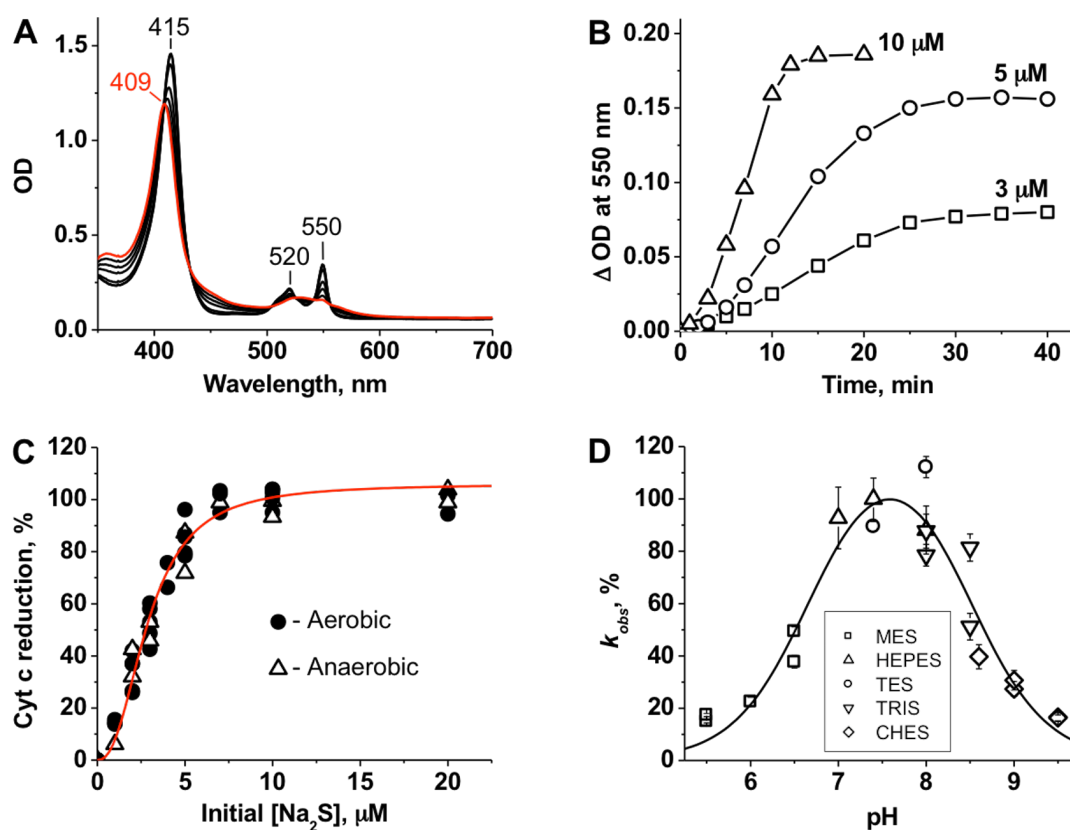 A
415
409
520
550
1.5
1.0
0.5
0.0
OD
400
500
600
700
Wavelength, nm
B
10 μM
5 μM
3 μM
0.20
0.15
0.10
0.05
0.00
Δ OD at 550 nm
0
10
20
30
40
Time, min
C
120
100
80
60
40
20
0
Cyt c reduction, %
- Aerobic
- Anaerobic
0
5
10
15
20
Initial [Na2S], μM
D
120
100
80
60
40
20
0
kobs, %
MES
HEPES
TES
TRIS
CHES
6
7
8
9
pH